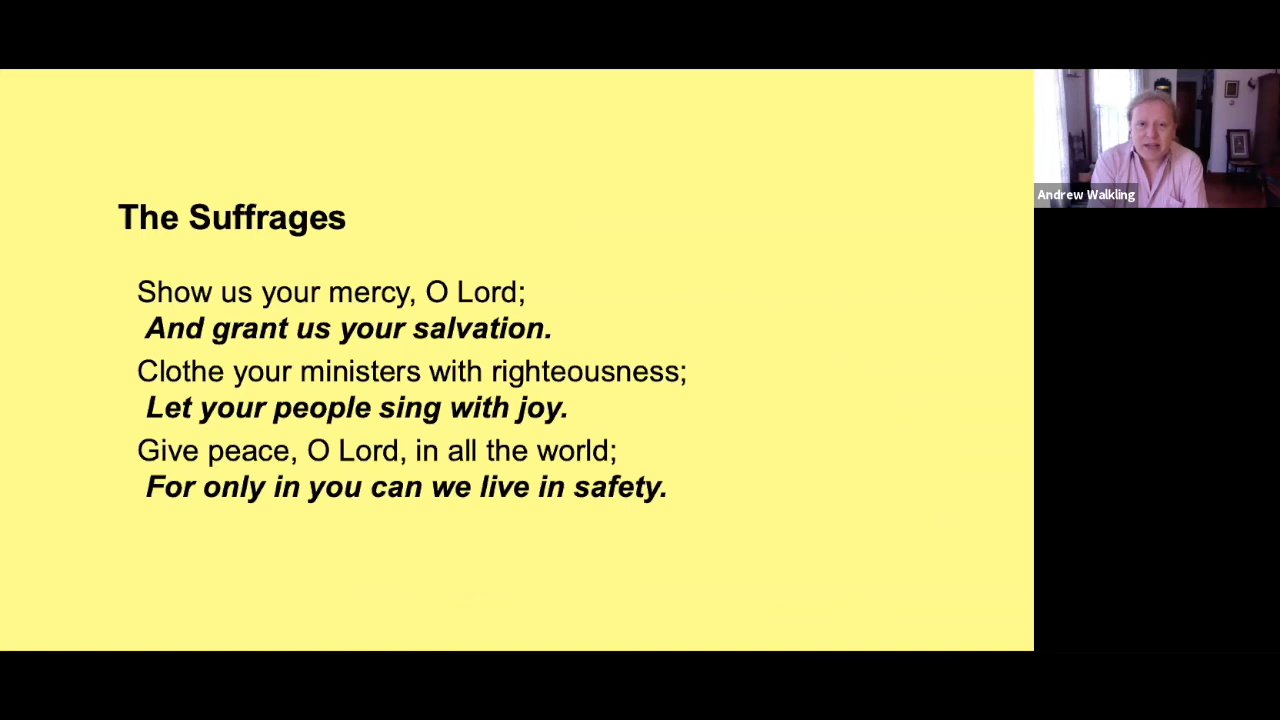 The Suffrages
Show us your mercy, O Lord;
And grant us your salvation.
Clothe your ministers with righteousness;
Let your people sing with joy.
Give peace, O Lord, in all the world;
For only in you can we live in safety.
Andrew Walkling